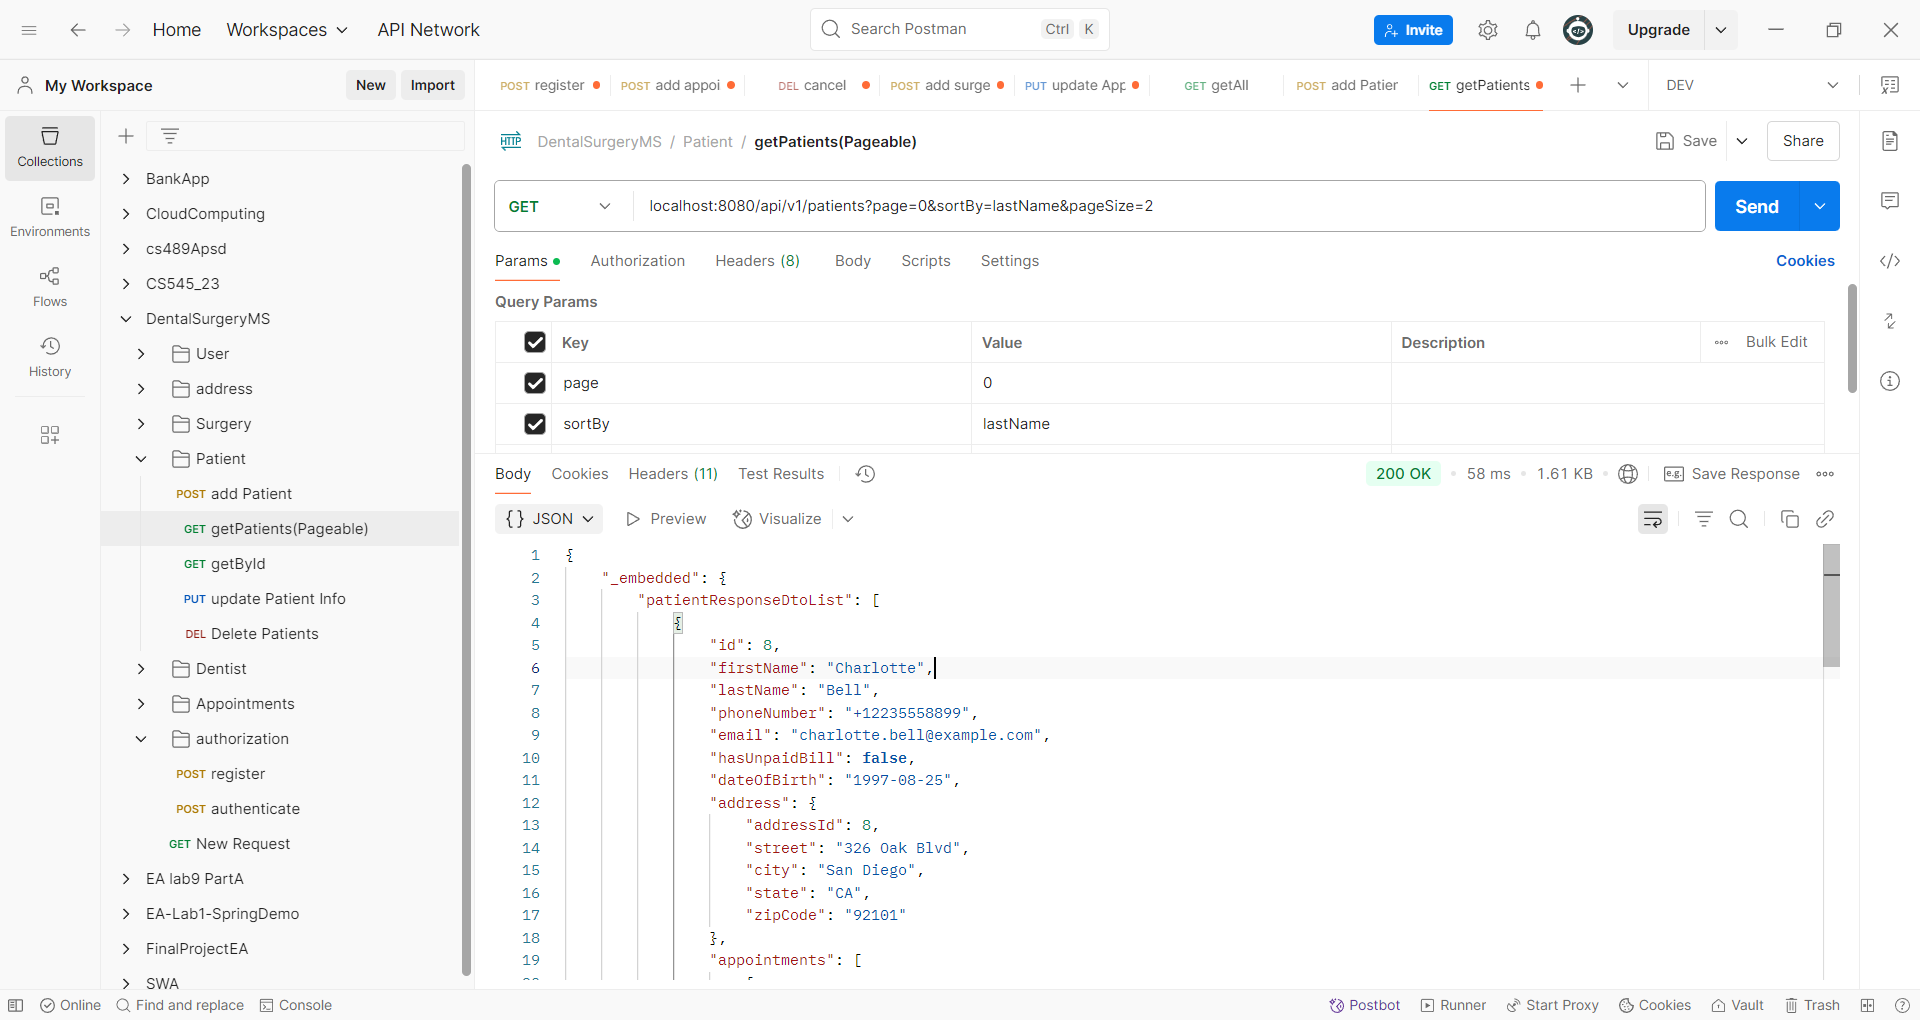 Home Workspaces API Network Search Postman Ctrl K Invite Upgrade
My Workspace New Import
POST register POST add appoi DEL cancel POST add surge PUT update App GET getAll POST add Patier GET getPatients DEV
Collections
Environments
Flows
History
BankApp
CloudComputing
cs489Apsd
CS545_23
DentalSurgeryMS
User
address
Surgery
Patient
POST add Patient
GET getPatients(Pageable)
GET getById
PUT update Patient Info
DEL Delete Patients
Dentist
Appointments
authorization
POST register
POST authenticate
GET New Request
EA lab9 PartA
EA-Lab1-SpringDemo
FinalProjectEA
SWA
HTTP DentalSurgeryMS / Patient / getPatients(Pageable) Save Share
GET localhost:8080/api/v1/patients?page=0&sortBy=lastName&pageSize=2 Send
Params Authorization Headers (8) Body Scripts Settings Cookies
Query Params
Key Value Description Bulk Edit
page 0
sortBy lastName
Body Cookies Headers (11) Test Results 200 OK 58 ms 1.61 KB e.g. Save Response
{} JSON Preview Visualize
1 {
2 "_embedded": {
3 "patientResponseDtoList": [
4 {
5 "id": 8,
6 "firstName": "Charlotte",
7 "lastName": "Bell",
8 "phoneNumber": "+12235558899",
9 "email": "charlotte.bell@example.com",
10 "hasUnpaidBill": false,
11 "dateOfBirth": "1997-08-25",
12 "address": {
13 "addressId": 8,
14 "street": "326 Oak Blvd",
15 "city": "San Diego",
16 "state": "CA",
17 "zipCode": "92101"
18 },
19 "appointments": [
Online Find and replace Console Postbot Runner Start Proxy Cookies Vault Trash